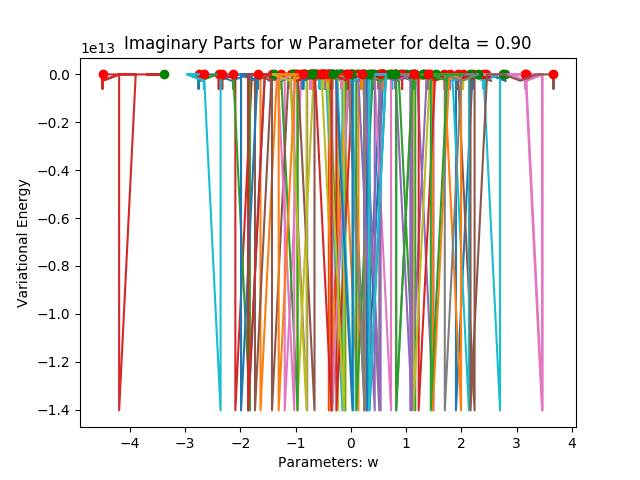 Imaginary Parts for w Parameter for delta = 0.90
1e13
0.0
−0.2
−0.4
−0.6
−0.8
−1.0
−1.2
−1.4
Variational Energy
−4 −3 −2 −1 0 1 2 3 4
Parameters: w